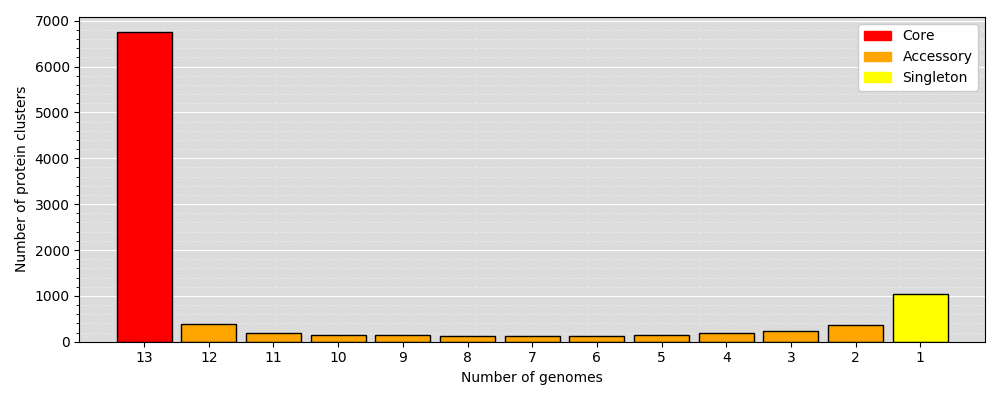 7000
6000
5000
4000
3000
2000
1000
0
Number of protein clusters
Core
Accessory
Singleton
13 12 11 10 9 8 7 6 5 4 3 2 1
Number of genomes